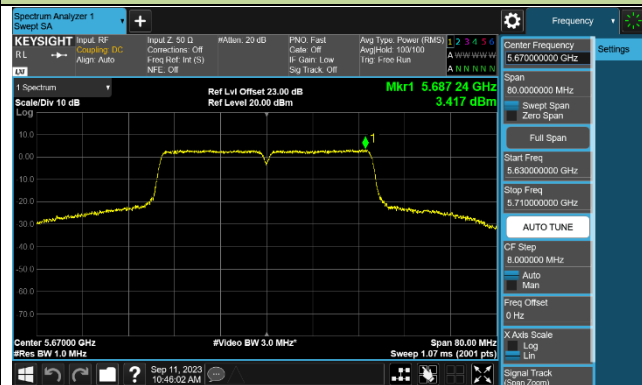 Spectrum Analyzer 1
Swept SA
Frequency
KEYSIGHT
Input: RF
Input Z: 50 Ω
#Atten: 20 dB
PNO: Fast
Avg Type: Power (RMS)
1 2 3 4 5 6
RL
Coupling: DC
Corrections: Off
Gate: Off
Avg|Hold: 100/100
A W W W W W
Align: Auto
Freq Ref: Int (S)
IF Gain: Low
Trig: Free Run
NFE: Off
Sig Track: Off
A N N N N N
LXI
1 Spectrum
Ref Lvl Offset 23.00 dB
Mkr1 5.687 24 GHz
Scale/Div 10 dB
Ref Level 20.00 dBm
3.417 dBm
Log
10.0
0.00
-10.0
-20.0
-30.0
-40.0
-50.0
-60.0
-70.0
1
Center 5.67000 GHz
#Video BW 3.0 MHz*
Span 80.00 MHz
#Res BW 1.0 MHz
Sweep 1.07 ms (2001 pts)
Center Frequency
5.670000000 GHz
Settings
Span
80.0000000 MHz
Swept Span
Zero Span
Full Span
Start Freq
5.630000000 GHz
Stop Freq
5.710000000 GHz
AUTO TUNE
CF Step
8.000000 MHz
Auto
Man
Freq Offset
0 Hz
X Axis Scale
Log
Lin
Signal Track
(Span Zoom)
Sep 11, 2023
10:46:02 AM